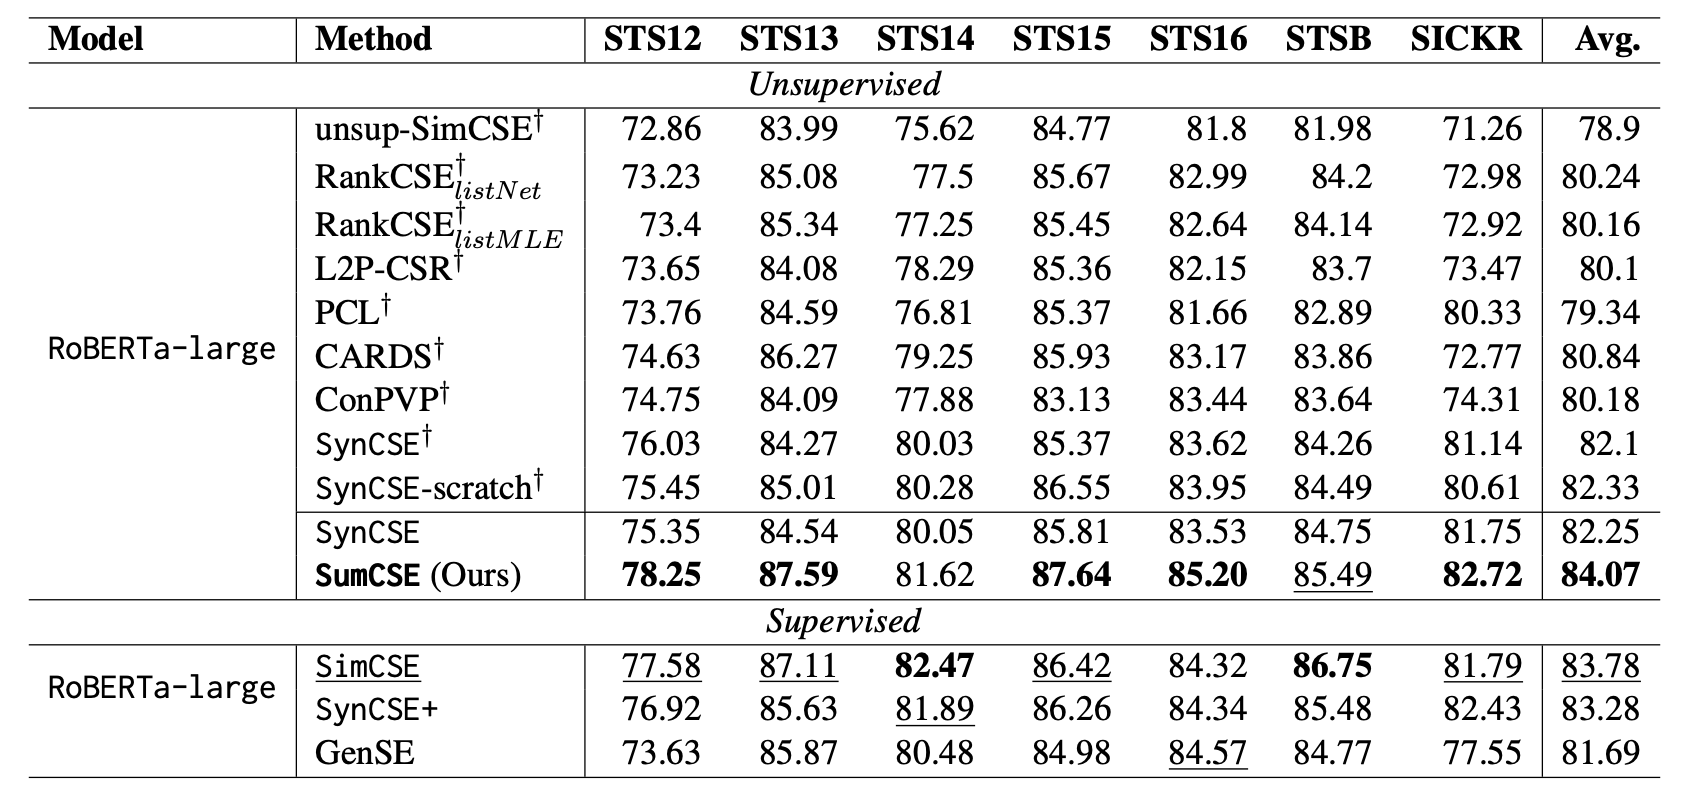 Model Method STS12 STS13 STS14 STS15 STS16 STSB SICKR Avg.
Unsupervised
unsup-SimCSE† 72.86 83.99 75.62 84.77 81.8 81.98 71.26 78.9
RankCSE†listNet 73.23 85.08 77.5 85.67 82.99 84.2 72.98 80.24
RankCSE†listMLE 73.4 85.34 77.25 85.45 82.64 84.14 72.92 80.16
L2P-CSR† 73.65 84.08 78.29 85.36 82.15 83.7 73.47 80.1
PCL† 73.76 84.59 76.81 85.37 81.66 82.89 80.33 79.34
RoBERTa-large CARDS† 74.63 86.27 79.25 85.93 83.17 83.86 72.77 80.84
ConPVP† 74.75 84.09 77.88 83.13 83.44 83.64 74.31 80.18
SynCSE† 76.03 84.27 80.03 85.37 83.62 84.26 81.14 82.1
SynCSE-scratch† 75.45 85.01 80.28 86.55 83.95 84.49 80.61 82.33
SynCSE 75.35 84.54 80.05 85.81 83.53 84.75 81.75 82.25
SumCSE (Ours) 78.25 87.59 81.62 87.64 85.20 85.49 82.72 84.07
Supervised
RoBERTa-large SimCSE 77.58 87.11 82.47 86.42 84.32 86.75 81.79 83.78
SynCSE+ 76.92 85.63 81.89 86.26 84.34 85.48 82.43 83.28
GenSE 73.63 85.87 80.48 84.98 84.57 84.77 77.55 81.69